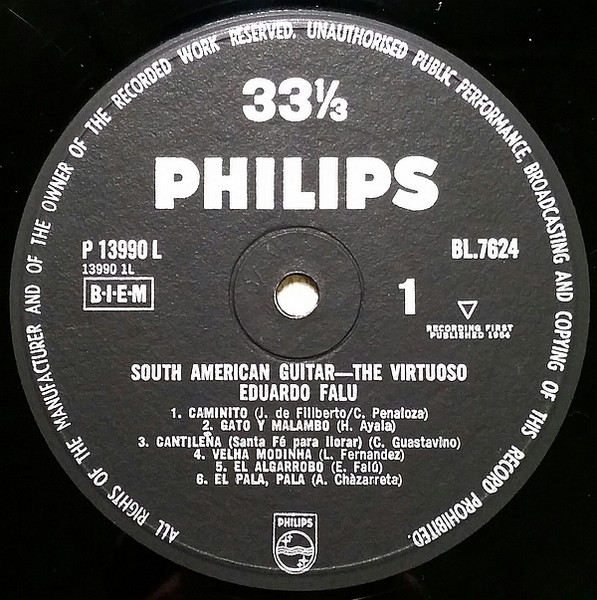 ALL RIGHTS OF THE MANUFACTURER AND OF THE OWNER OF THE RECORDED WORK RESERVED. UNAUTHORISED PUBLIC PERFORMANCE, BROADCASTING AND COPYING OF THIS RECORD PROHIBITED.
33⅓
PHILIPS
P 13990 L
BL.7624
13990 1L
B·I·E·M
1
RECORDING FIRST
PUBLISHED 1964
SOUTH AMERICAN GUITAR—THE VIRTUOSO
EDUARDO FALU
1. CAMINITO (J. de Filiberto/C. Penaloza)
2. GATO Y MALAMBO (H. Ayala)
3. CANTILEÑA (Santa Fé para llorar) (C. Guastavino)
4. VELHA MODINHA (L. Fernandez)
5. EL ALGARROBO (E. Falú)
6. EL PALA, PALA (A. Chàzarreta)
PHILIPS